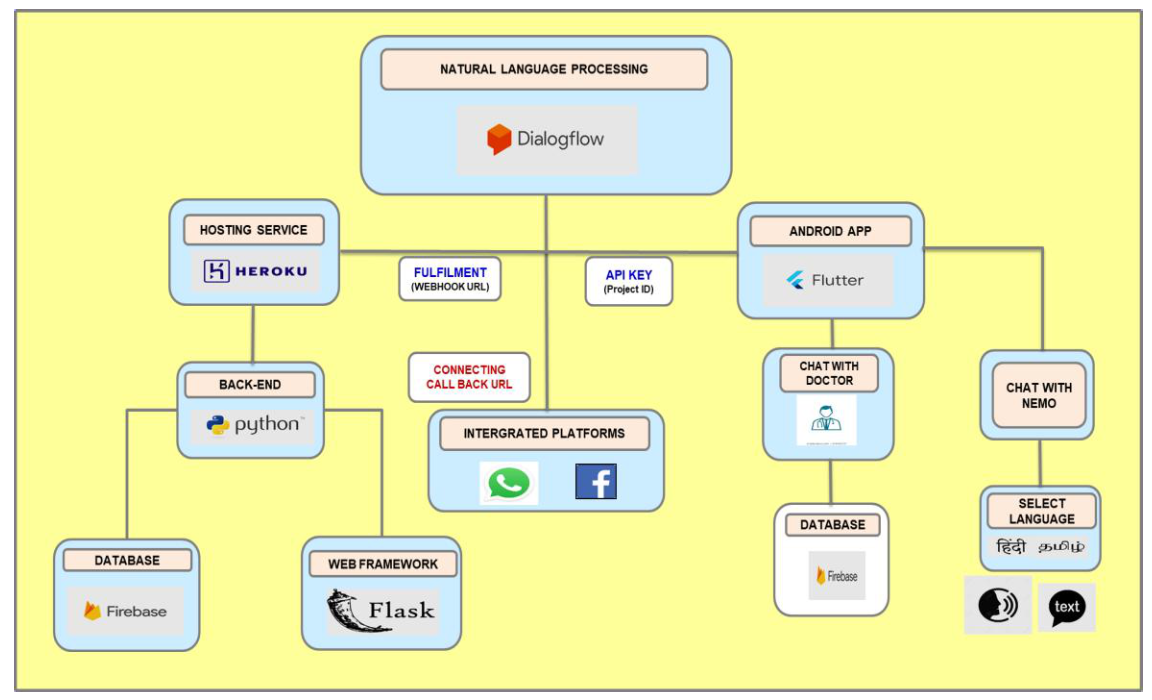 NATURAL LANGUAGE PROCESSING
Dialogflow
HOSTING SERVICE
HEROKU
FULFILMENT
(WEBHOOK URL)
API KEY
(Project ID)
ANDROID APP
Flutter
BACK-END
python
CONNECTING
CALL BACK URL
INTERGRATED PLATFORMS
CHAT WITH
DOCTOR
CHAT WITH
NEMO
DATABASE
Firebase
WEB FRAMEWORK
Flask
DATABASE
Firebase
SELECT
LANGUAGE
हिंदी தமிழ்
text